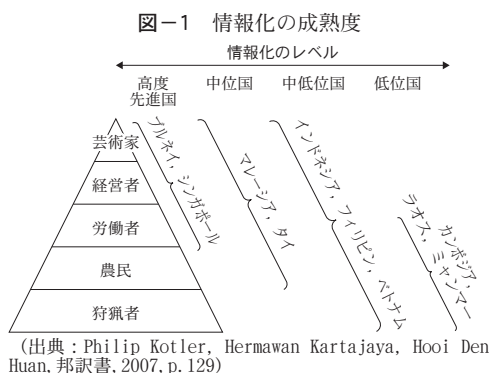 図−1 情報化の成熟度
情報化のレベル
高度
先進国
中位国
中低位国
低位国
芸術家
経営者
労働者
農民
狩猟者
ブルネイ，シンガポール
マレーシア，タイ
インドネシア，フィリピン，ベトナム
カンボジア，
ラオス，ミャンマー
(出典：Philip Kotler, Hermawan Kartajaya, Hooi Den
Huan, 邦訳書, 2007, p.129)